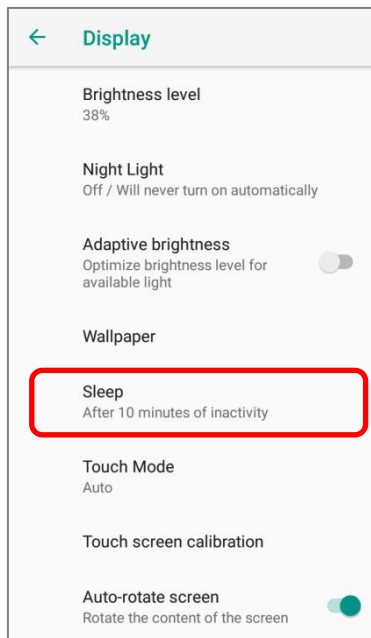 Display
Brightness level
38%
Night Light
Off / Will never turn on automatically
Adaptive brightness
Optimize brightness level for
available light
Wallpaper
Sleep
After 10 minutes of inactivity
Touch Mode
Auto
Touch screen calibration
Auto-rotate screen
Rotate the content of the screen